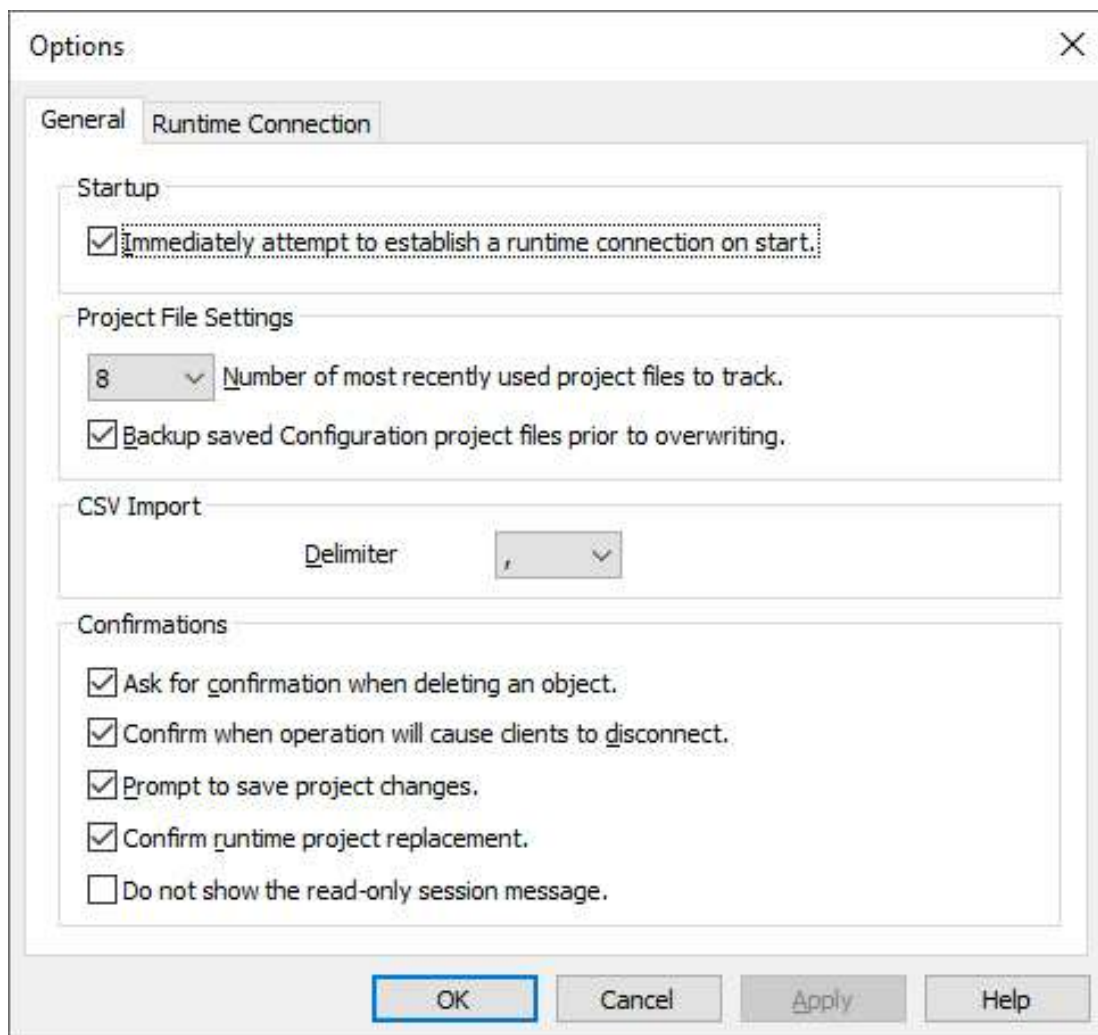 Options
General
Runtime Connection
Startup
Immediately attempt to establish a runtime connection on start.
Project File Settings
8
Number of most recently used project files to track.
Backup saved Configuration project files prior to overwriting.
CSV Import
Delimiter
,
Confirmations
Ask for confirmation when deleting an object.
Confirm when operation will cause clients to disconnect.
Prompt to save project changes.
Confirm runtime project replacement.
Do not show the read-only session message.
OK
Cancel
Apply
Help